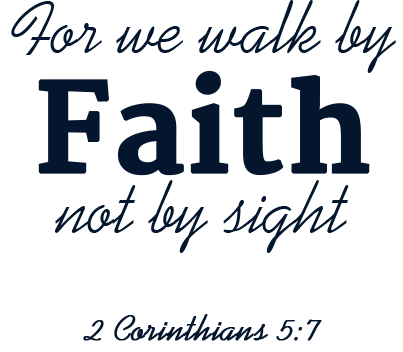 For we walk by
Faith
not by sight
2 Corinthians 5:7